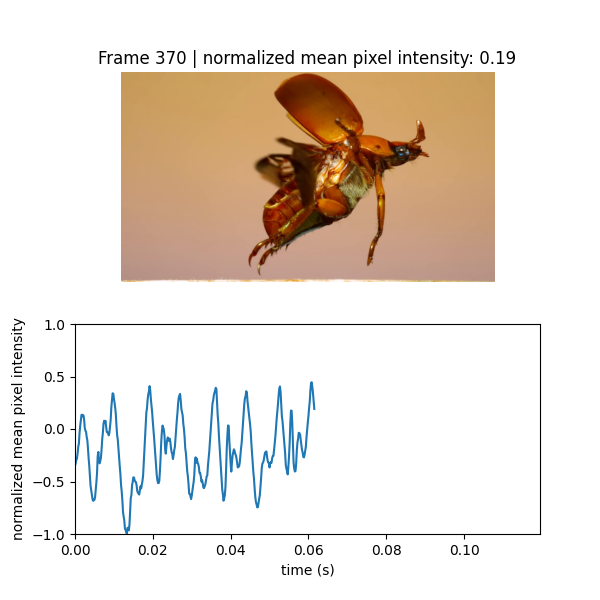 Frame 370 | normalized mean pixel intensity: 0.19
normalized mean pixel intensity
1.0
0.5
0.0
−0.5
−1.0
0.00 0.02 0.04 0.06 0.08 0.10
time (s)